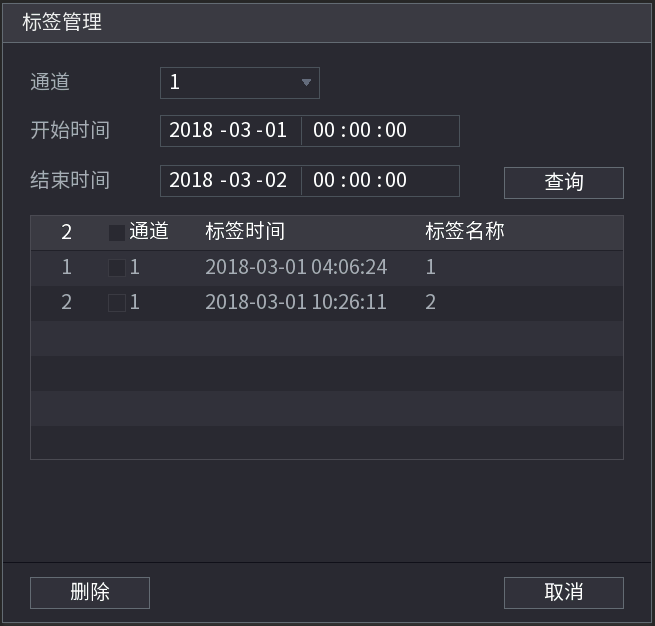 标签管理
通道 1
开始时间 2018 -03 -01 00 :00 :00
结束时间 2018 -03 -02 00 :00 :00 查询
2 通道 标签时间 标签名称
1 1 2018-03-01 04:06:24 1
2 1 2018-03-01 10:26:11 2
删除 取消